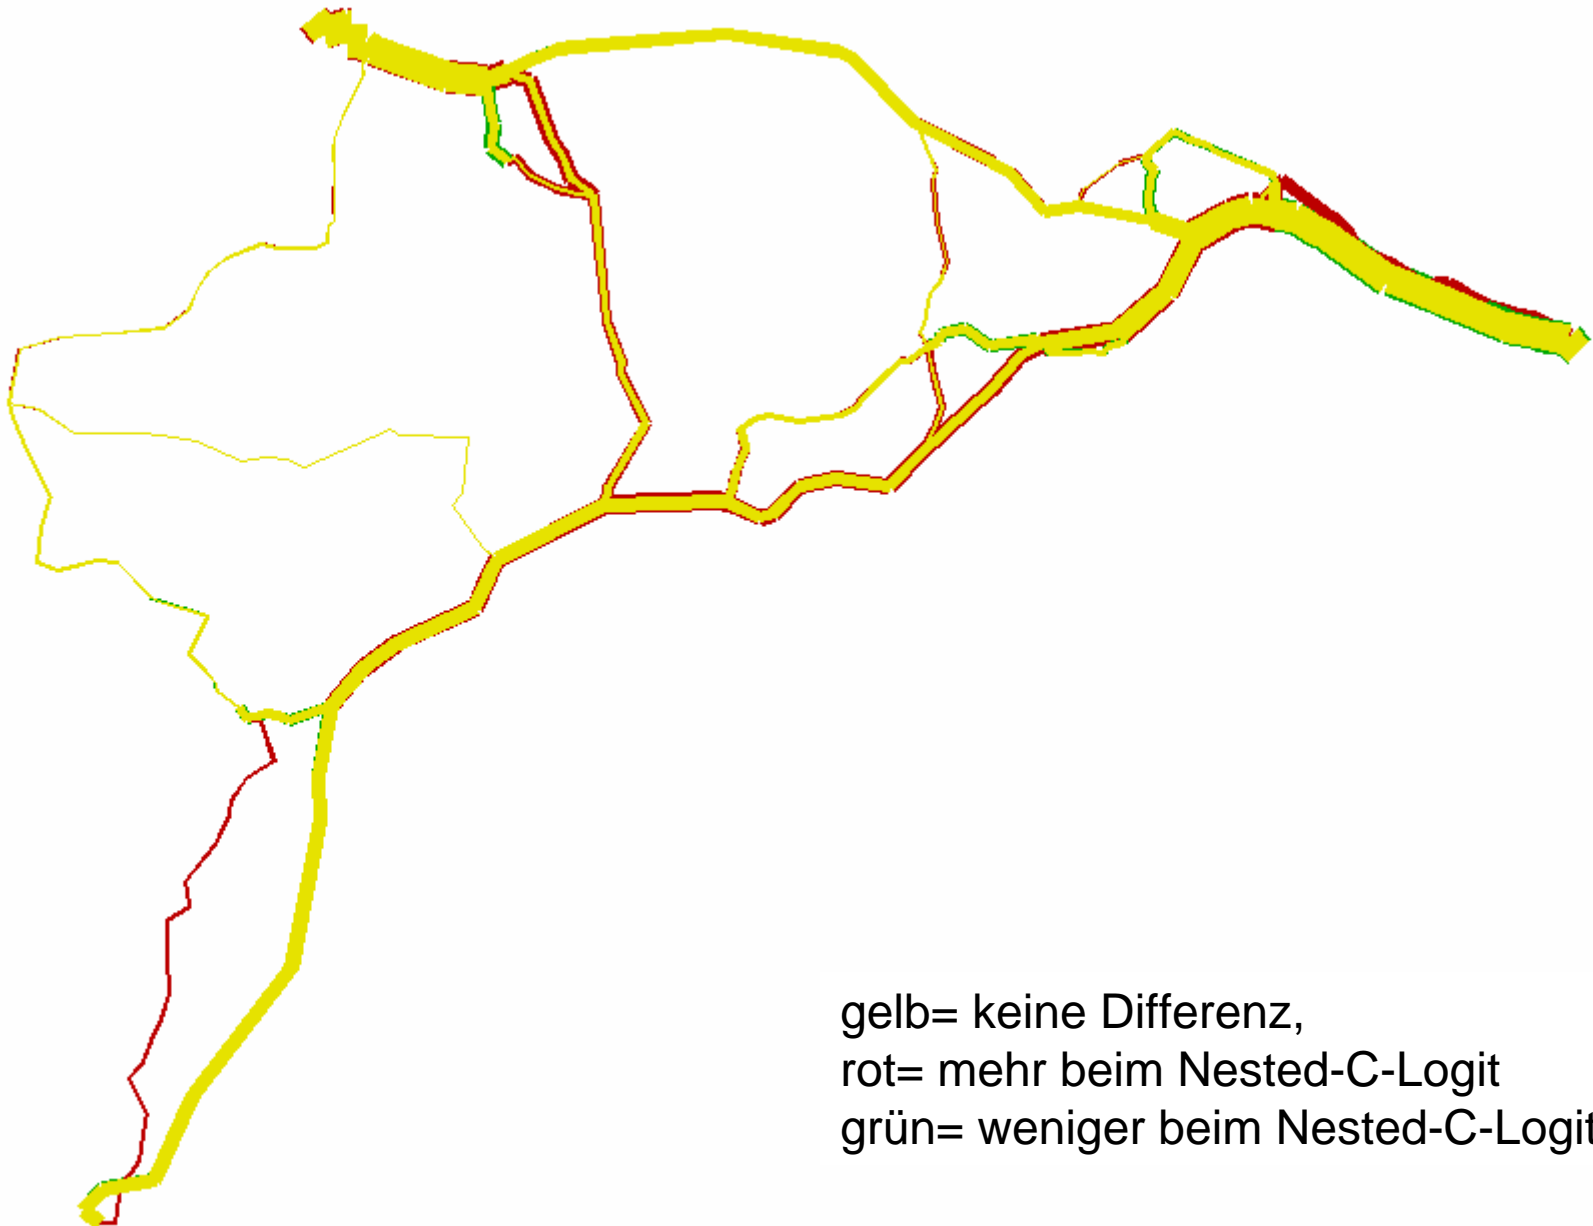 gelb= keine Differenz,
rot= mehr beim Nested-C-Logit
grün= weniger beim Nested-C-Logit